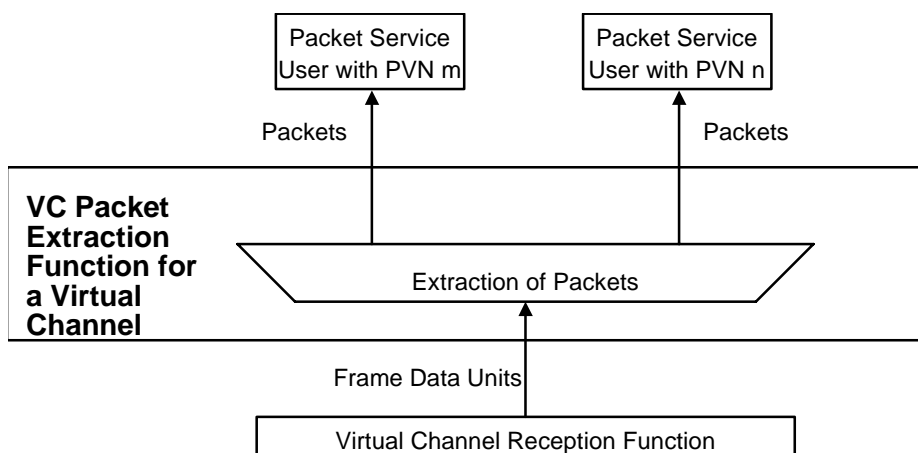 Packet Service
User with PVN m
Packet Service
User with PVN n
Packets
Packets
VC Packet
Extraction
Function for
a Virtual
Channel
Extraction of Packets
Frame Data Units
Virtual Channel Reception Function